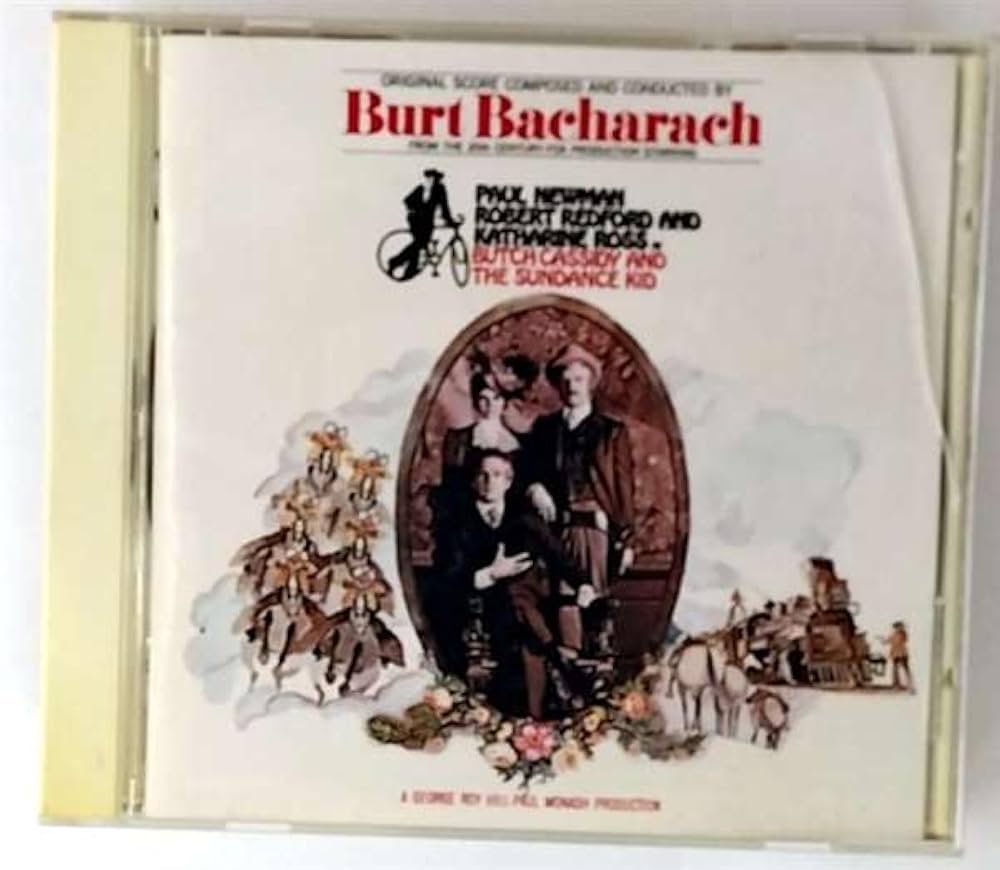 ORIGINAL SCORE COMPOSED AND CONDUCTED BY
Burt Bacharach
FROM THE 20th CENTURY-FOX PRODUCTION STARRING
PAUL NEWMAN
ROBERT REDFORD AND
KATHARINE ROSS.
BUTCH CASSIDY AND
THE SUNDANCE KID
A GEORGE ROY HILL-PAUL MONASH PRODUCTION